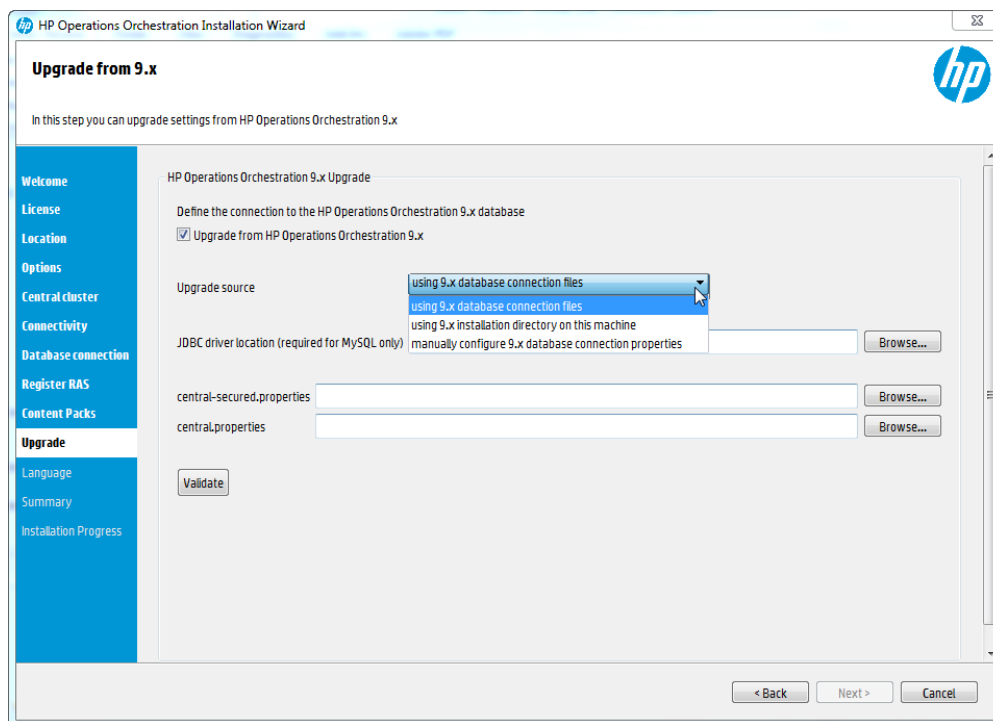 HP Operations Orchestration Installation Wizard
Upgrade from 9.x
hp
In this step you can upgrade settings from HP Operations Orchestration 9.x
Welcome
License
Location
Options
Central cluster
Connectivity
Database connection
Register RAS
Content Packs
Upgrade
Language
Summary
Installation Progress
HP Operations Orchestration 9.x Upgrade
Define the connection to the HP Operations Orchestration 9.x database
Upgrade from HP Operations Orchestration 9.x
Upgrade source
using 9.x database connection files
using 9.x database connection files
using 9.x installation directory on this machine
manually configure 9.x database connection properties
JDBC driver location (required for MySQL only)
Browse...
central-secured.properties
Browse...
central.properties
Browse...
Validate
< Back
Next >
Cancel